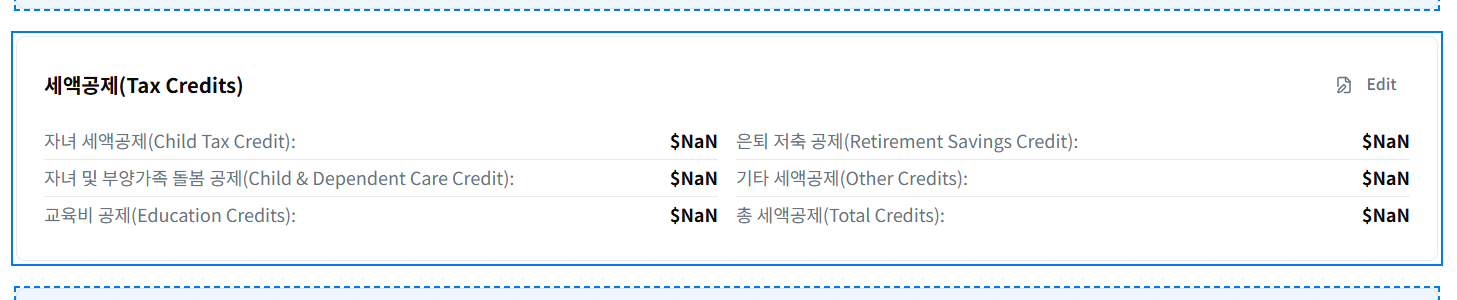 세액공제(Tax Credits)
Edit
자녀 세액공제(Child Tax Credit): $NaN
은퇴 저축 공제(Retirement Savings Credit): $NaN
자녀 및 부양가족 돌봄 공제(Child & Dependent Care Credit): $NaN
기타 세액공제(Other Credits): $NaN
교육비 공제(Education Credits): $NaN
총 세액공제(Total Credits): $NaN